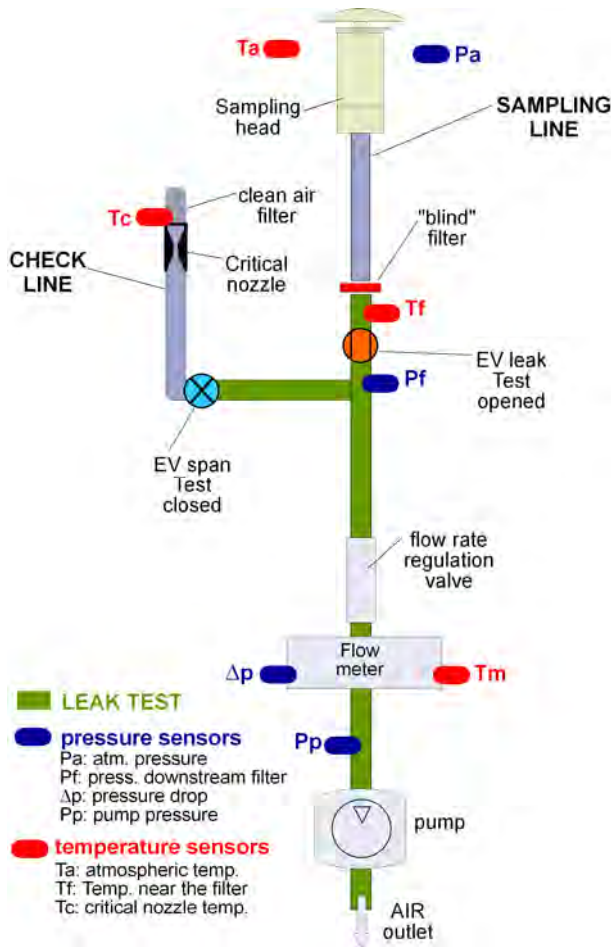 Ta
Pa
Sampling
head
SAMPLING
LINE
clean air
filter
Tc
"blind"
filter
CHECK
LINE
Critical
nozzle
Tf
EV leak
Test
opened
Pf
EV span
Test
closed
flow rate
regulation
valve
Flow
meter
Δp
Tm
LEAK TEST
pressure sensors
Pa: atm. pressure
Pf: press. downstream filter
Δp: pressure drop
Pp: pump pressure
Pp
pump
temperature sensors
Ta: atmospheric temp.
Tf: Temp. near the filter
Tc: critical nozzle temp.
AIR
outlet